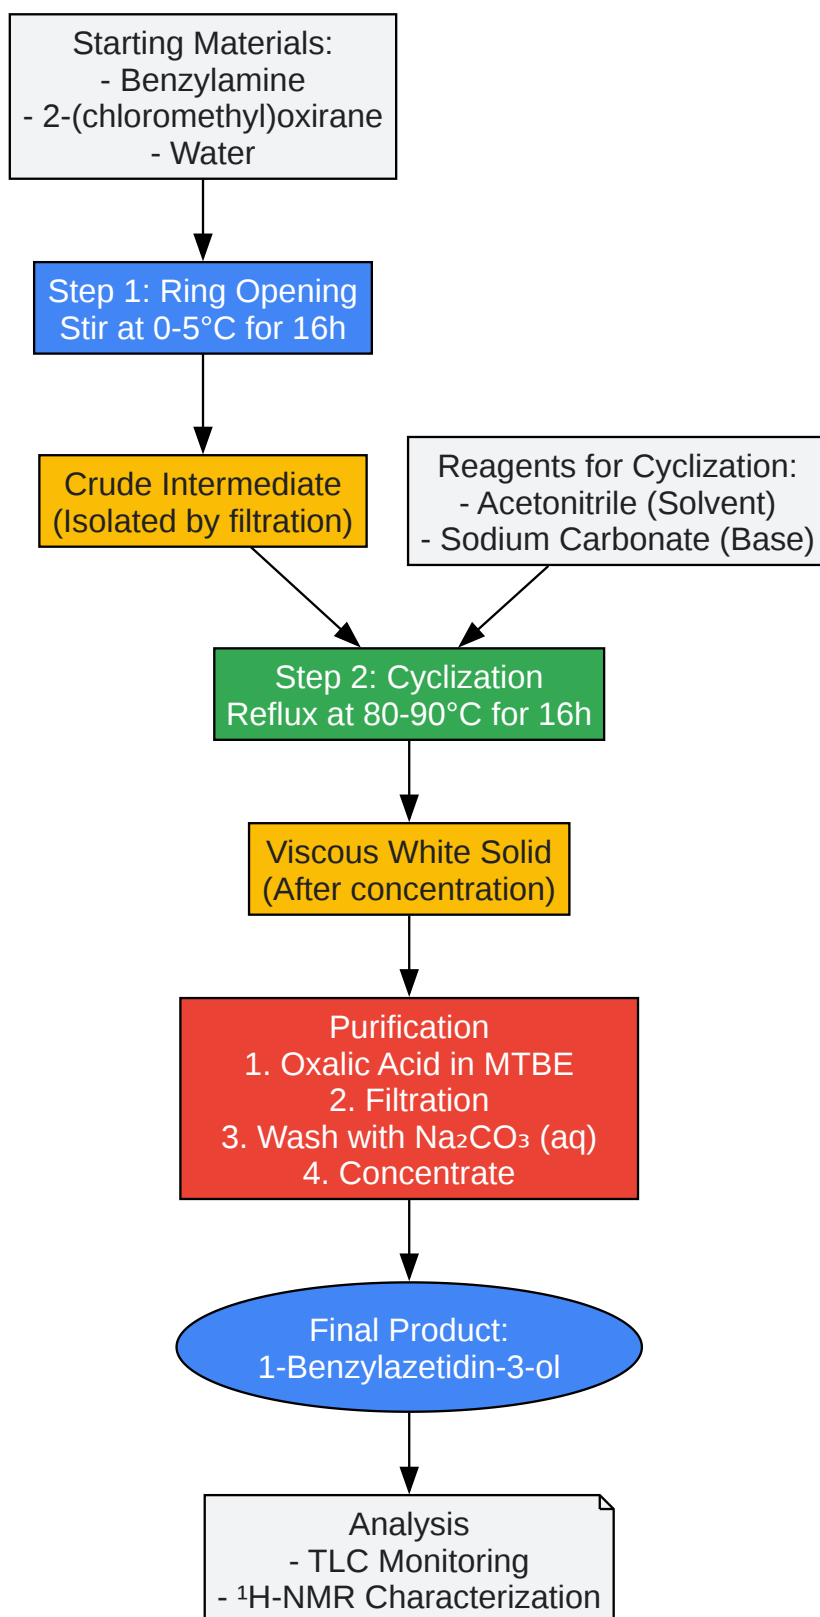 Starting Materials:
- Benzylamine
- 2-(chloromethyl)oxirane
- Water
Step 1: Ring Opening
Stir at 0-5°C for 16h
Crude Intermediate
(Isolated by filtration)
Reagents for Cyclization:
- Acetonitrile (Solvent)
- Sodium Carbonate (Base)
Step 2: Cyclization
Reflux at 80-90°C for 16h
Viscous White Solid
(After concentration)
Purification
1. Oxalic Acid in MTBE
2. Filtration
3. Wash with Na₂CO₃ (aq)
4. Concentrate
Final Product:
1-Benzylazetidin-3-ol
Analysis
- TLC Monitoring
- ¹H-NMR Characterization